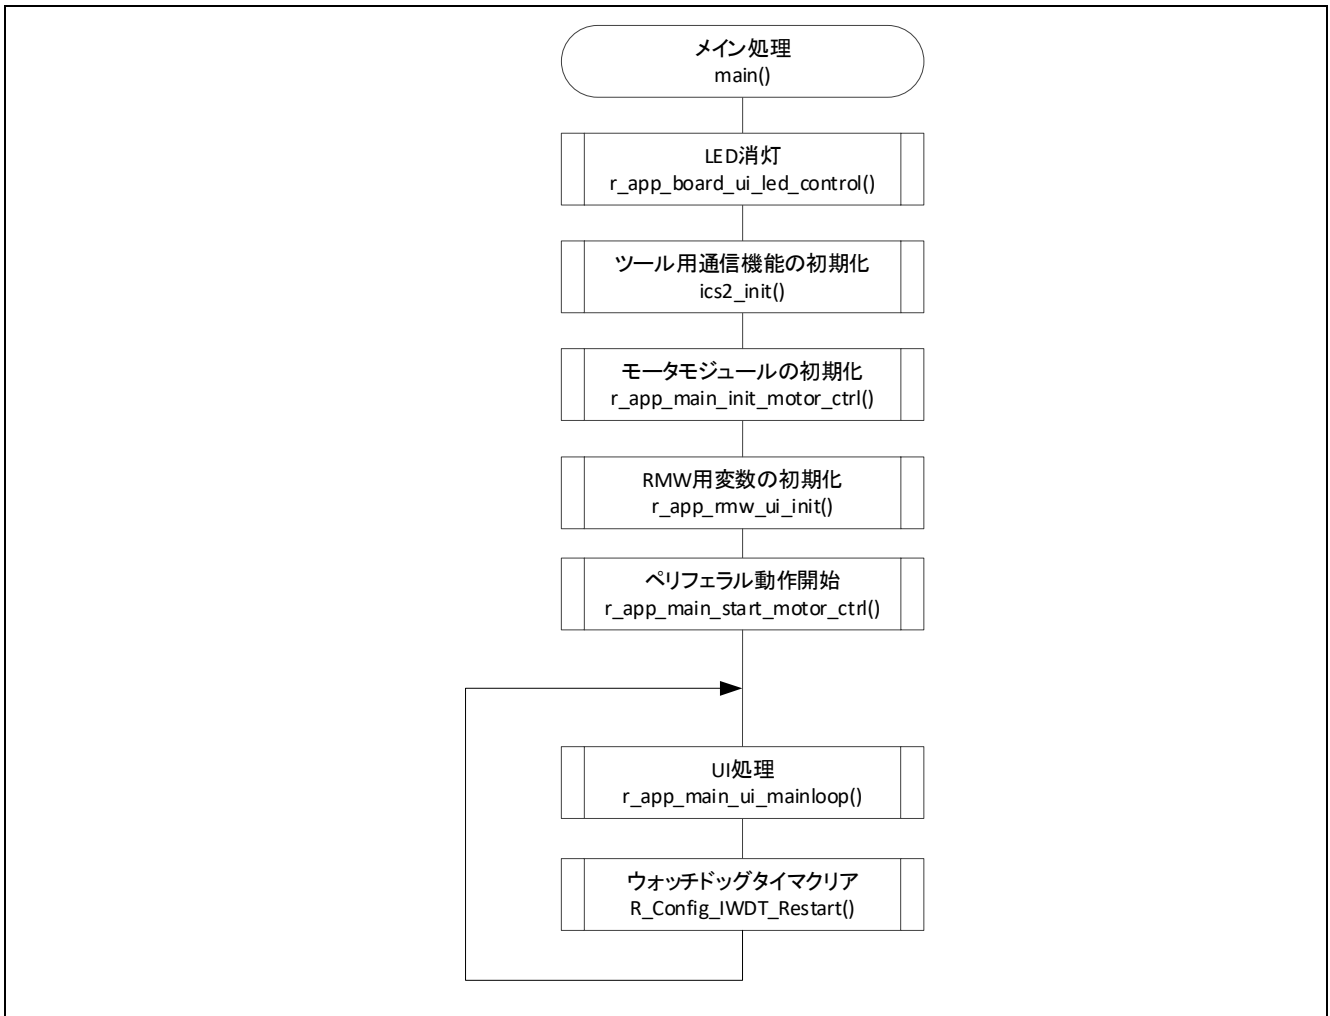 メイン処理
main()
LED消灯
r_app_board_ui_led_control()
ツール用通信機能の初期化
ics2_init()
モータモジュールの初期化
r_app_main_init_motor_ctrl()
RMW用変数の初期化
r_app_rmw_ui_init()
ペリフェラル動作開始
r_app_main_start_motor_ctrl()
UI処理
r_app_main_ui_mainloop()
ウォッチドッグタイマクリア
R_Config_IWDT_Restart()